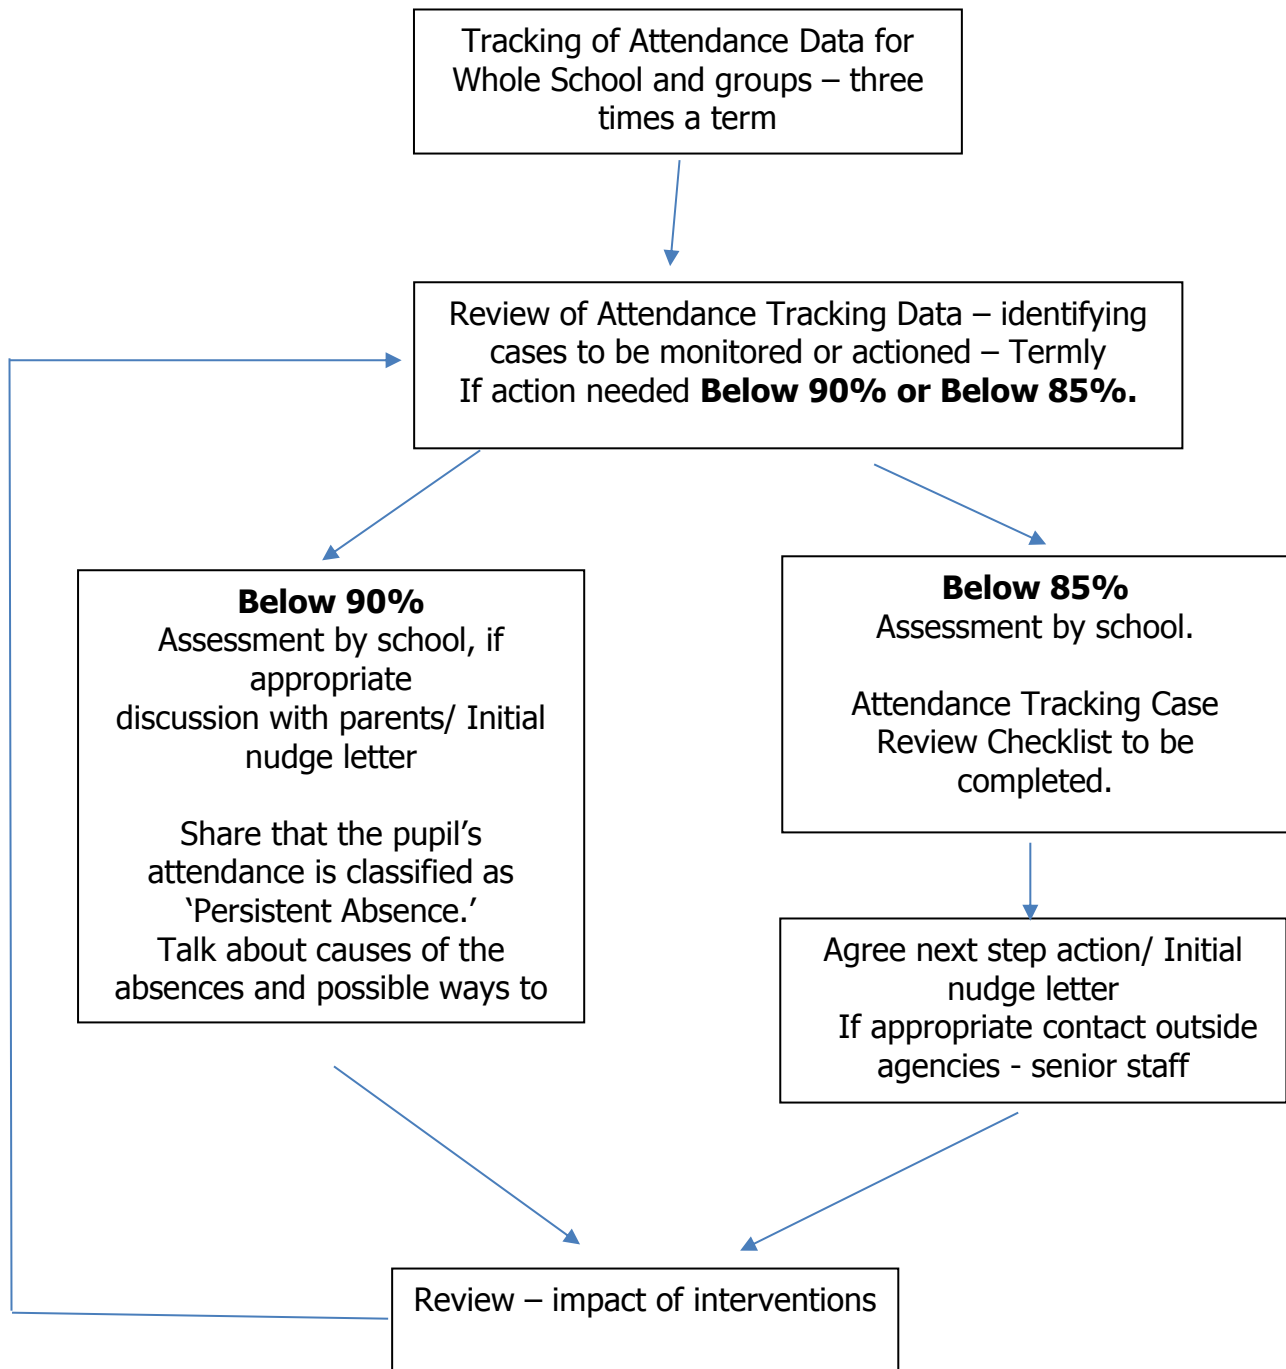 Tracking of Attendance Data for
Whole School and groups – three
times a term
Review of Attendance Tracking Data – identifying
cases to be monitored or actioned – Termly
If action needed Below 90% or Below 85%.
Below 90%
Assessment by school, if
appropriate
discussion with parents/ Initial
nudge letter
Share that the pupil’s
attendance is classified as
‘Persistent Absence.’
Talk about causes of the
absences and possible ways to
Below 85%
Assessment by school.
Attendance Tracking Case
Review Checklist to be
completed.
Agree next step action/ Initial
nudge letter
If appropriate contact outside
agencies - senior staff
Review – impact of interventions